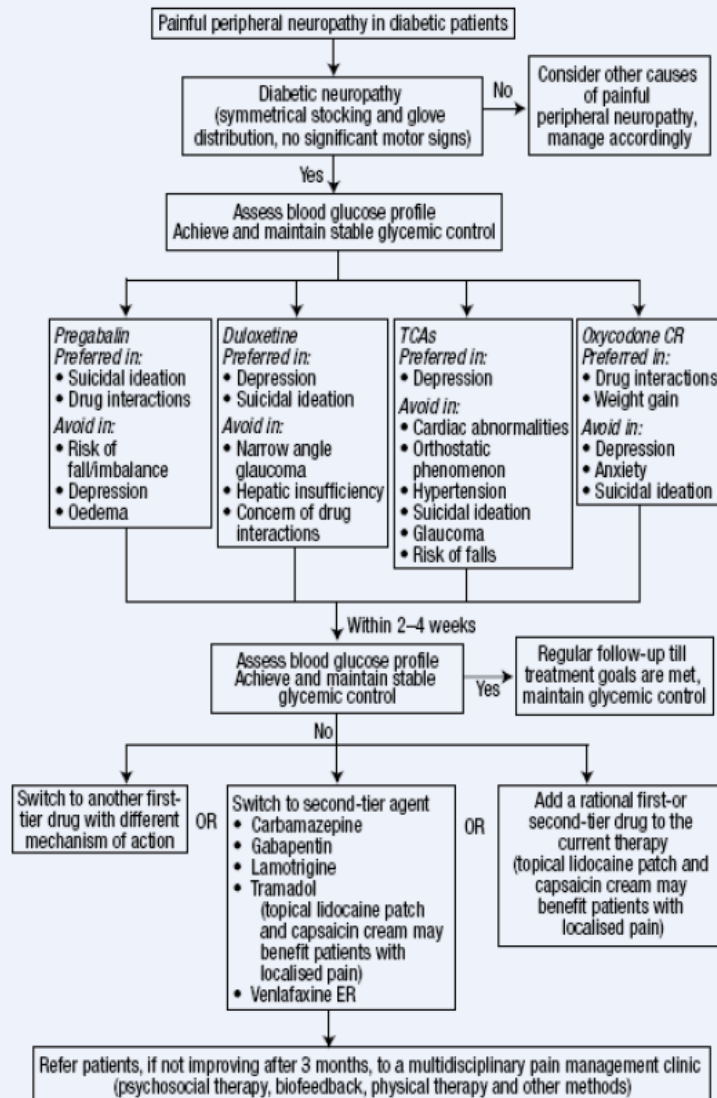 Painful peripheral neuropathy in diabetic patients
Diabetic neuropathy
(symmetrical stocking and glove
distribution, no significant motor signs)
No
Consider other causes
of painful
peripheral neuropathy,
manage accordingly
Yes
Assess blood glucose profile
Achieve and maintain stable glycemic control
Pregabalin
Preferred in:
• Suicidal ideation
• Drug interactions
Avoid in:
• Risk of
fall/imbalance
• Depression
• Oedema
Duloxetine
Preferred in:
• Depression
• Suicidal ideation
Avoid in:
• Narrow angle
glaucoma
• Hepatic insufficiency
• Concern of drug
interactions
TCAs
Preferred in:
• Depression
Avoid in:
• Cardiac abnormalities
• Orthostatic
phenomenon
• Hypertension
• Suicidal ideation
• Glaucoma
• Risk of falls
Oxycodone CR
Preferred in:
• Drug interactions
• Weight gain
Avoid in:
• Depression
• Anxiety
• Suicidal ideation
Within 2–4 weeks
Assess blood glucose profile
Achieve and maintain stable
glycemic control
Yes
Regular follow-up till
treatment goals are met,
maintain glycemic control
No
Switch to another first-
tier drug with different
mechanism of action
OR
Switch to second-tier agent
• Carbamazepine
• Gabapentin
• Lamotrigine
• Tramadol
(topical lidocaine patch
and capsaicin cream may
benefit patients with
localised pain)
• Venlafaxine ER
OR
Add a rational first-or
second-tier drug to the
current therapy
(topical lidocaine patch and
capsaicin cream may
benefit patients with
localised pain)
Refer patients, if not improving after 3 months, to a multidisciplinary pain management clinic
(psychosocial therapy, biofeedback, physical therapy and other methods)